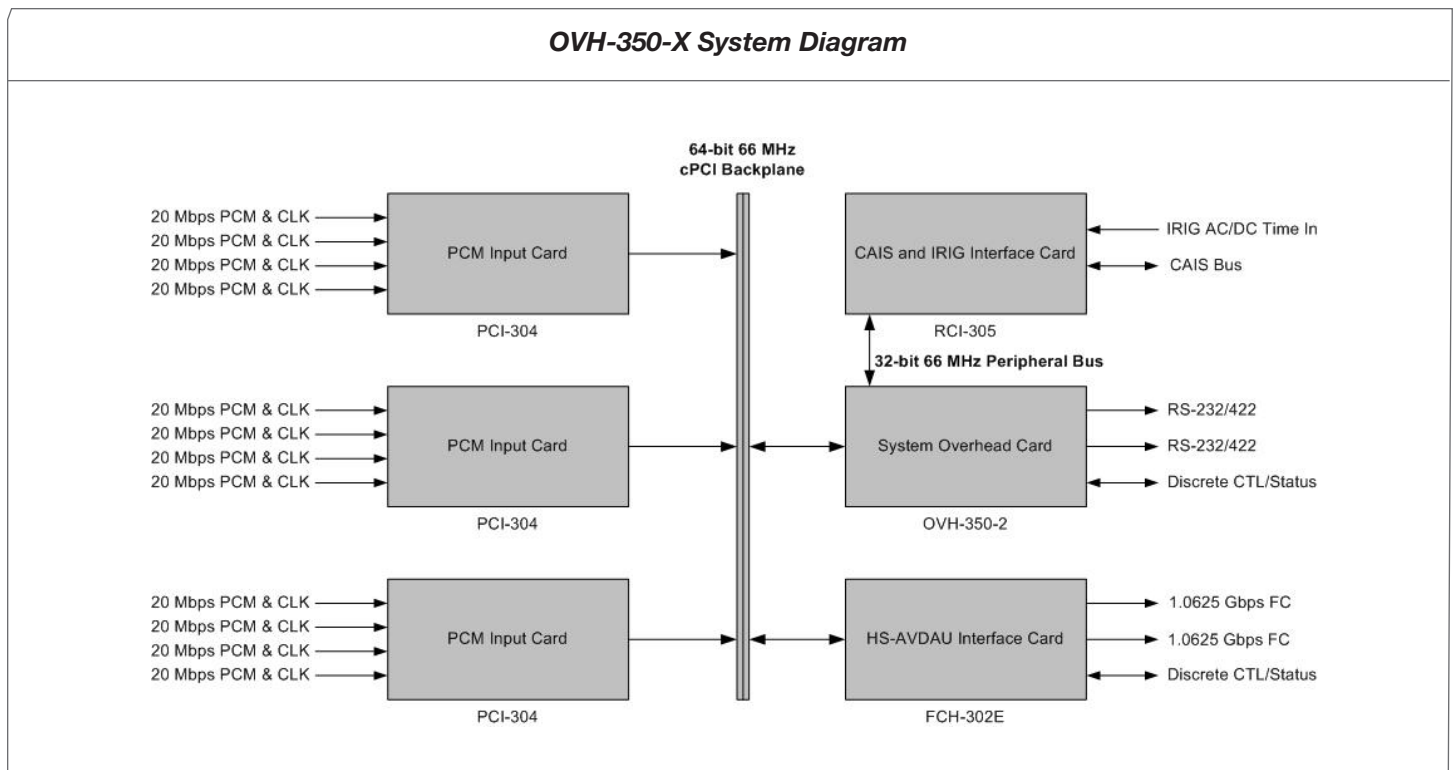 OVH-350-X System Diagram
64-bit 66 MHz
cPCI Backplane
20 Mbps PCM & CLK
20 Mbps PCM & CLK
20 Mbps PCM & CLK
20 Mbps PCM & CLK
PCM Input Card
PCI-304
CAIS and IRIG Interface Card
RCI-305
IRIG AC/DC Time In
CAIS Bus
32-bit 66 MHz Peripheral Bus
20 Mbps PCM & CLK
20 Mbps PCM & CLK
20 Mbps PCM & CLK
20 Mbps PCM & CLK
PCM Input Card
PCI-304
System Overhead Card
OVH-350-2
RS-232/422
RS-232/422
Discrete CTL/Status
20 Mbps PCM & CLK
20 Mbps PCM & CLK
20 Mbps PCM & CLK
20 Mbps PCM & CLK
PCM Input Card
PCI-304
HS-AVDAU Interface Card
FCH-302E
1.0625 Gbps FC
1.0625 Gbps FC
Discrete CTL/Status